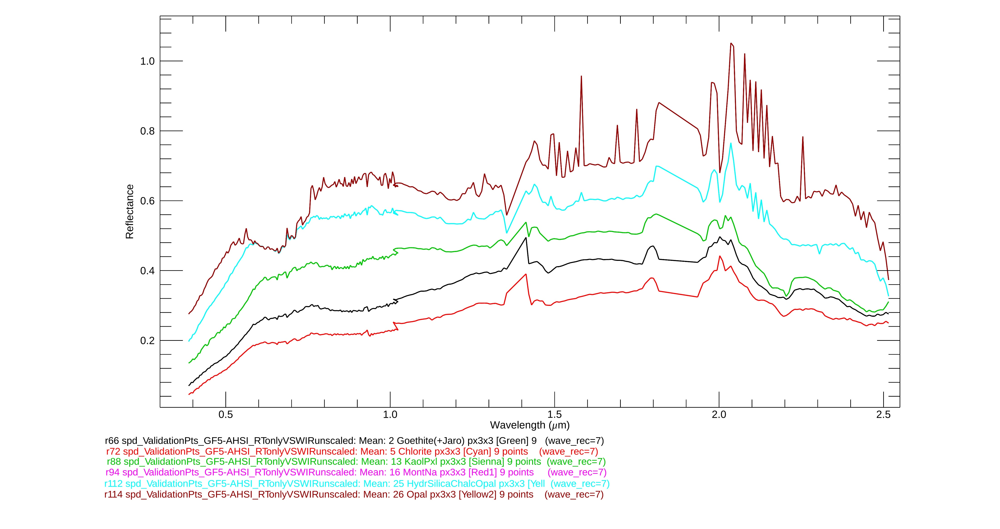 1.0
0.8
0.6
0.4
0.2
Reflectance
0.5 1.0 1.5 2.0 2.5
Wavelength (μm)
r66 spd_ValidationPts_GF5-AHSI_RTonlyVSWIRunscaled: Mean: 2 Goethite(+Jaro) px3x3 [Green] 9 (wave_rec=7)
r72 spd_ValidationPts_GF5-AHSI_RTonlyVSWIRunscaled: Mean: 5 Chlorite px3x3 [Cyan] 9 points (wave_rec=7)
r88 spd_ValidationPts_GF5-AHSI_RTonlyVSWIRunscaled: Mean: 13 KaolPxl px3x3 [Sienna] 9 points (wave_rec=7)
r94 spd_ValidationPts_GF5-AHSI_RTonlyVSWIRunscaled: Mean: 16 MontNa px3x3 [Red1] 9 points (wave_rec=7)
r112 spd_ValidationPts_GF5-AHSI_RTonlyVSWIRunscaled: Mean: 25 HydrSilicaChalcOpal px3x3 [Yell (wave_rec=7)
r114 spd_ValidationPts_GF5-AHSI_RTonlyVSWIRunscaled: Mean: 26 Opal px3x3 [Yellow2] 9 points (wave_rec=7)